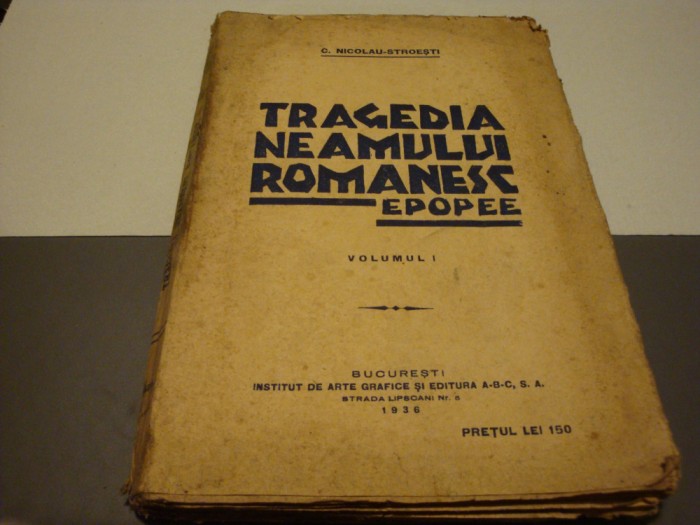 C. NICOLAU-STROEȘTI
TRAGEDIA
NEAMULUI
ROMANESC
EPOPEE
VOLUMUL I
BUCUREȘTI
INSTITUT DE ARTE GRAFICE ȘI EDITURA A-B-C, S. A.
STRADA LIPSCANI Nr. 6
1936
PREȚUL LEI 150